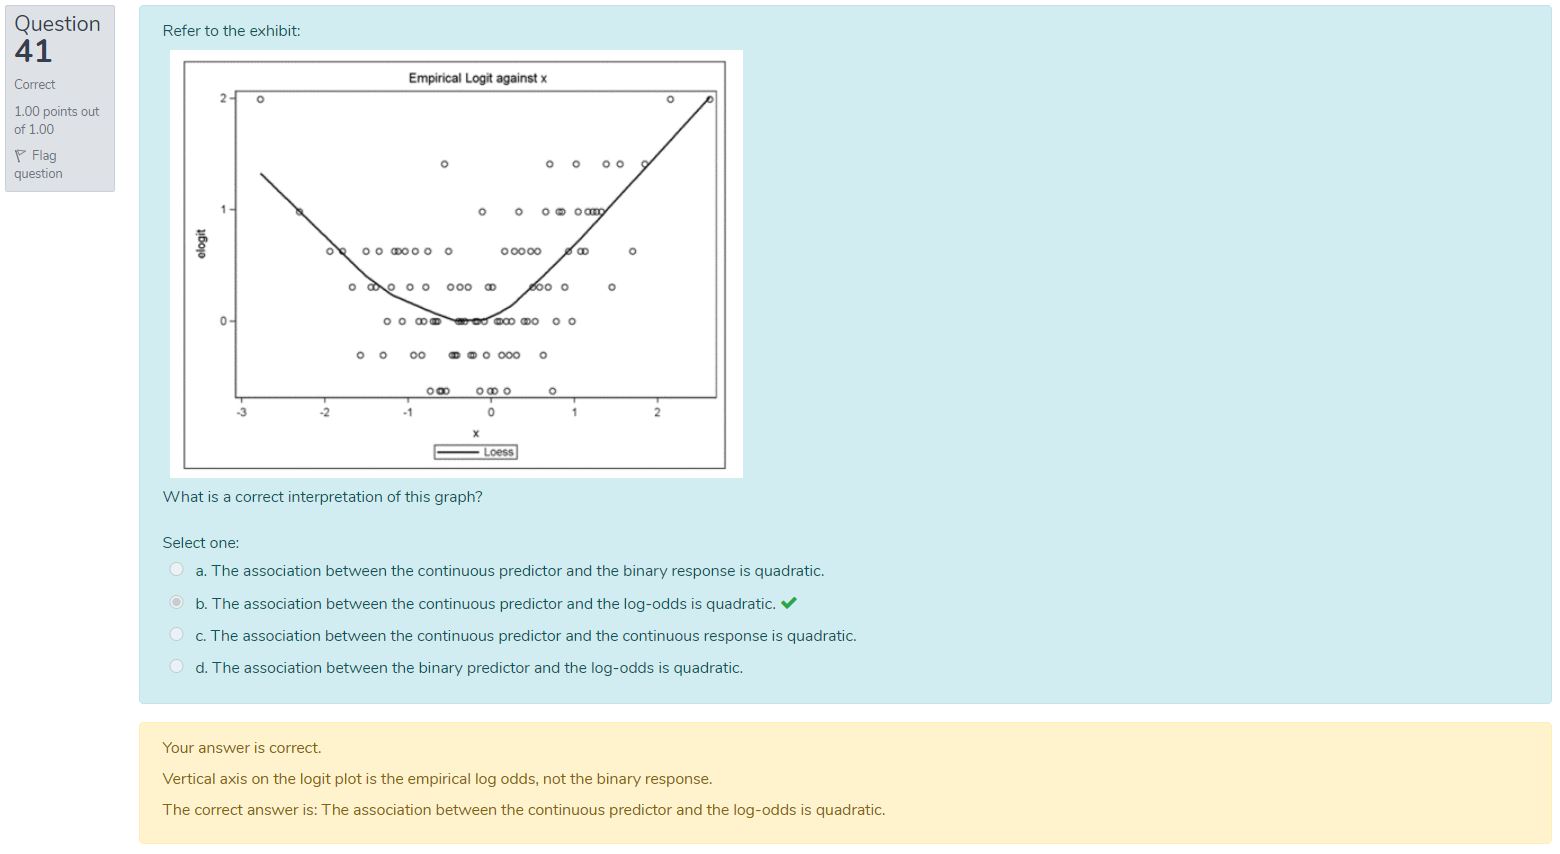 Question
41
Correct
1.00 points out
of 1.00
Flag
question
Refer to the exhibit:
Empirical Logit against x
2
1
0
elogit
-3 -2 -1 0 1 2
x
Loess
What is a correct interpretation of this graph?
Select one:
a. The association between the continuous predictor and the binary response is quadratic.
b. The association between the continuous predictor and the log-odds is quadratic.
c. The association between the continuous predictor and the continuous response is quadratic.
d. The association between the binary predictor and the log-odds is quadratic.
Your answer is correct.
Vertical axis on the logit plot is the empirical log odds, not the binary response.
The correct answer is: The association between the continuous predictor and the log-odds is quadratic.